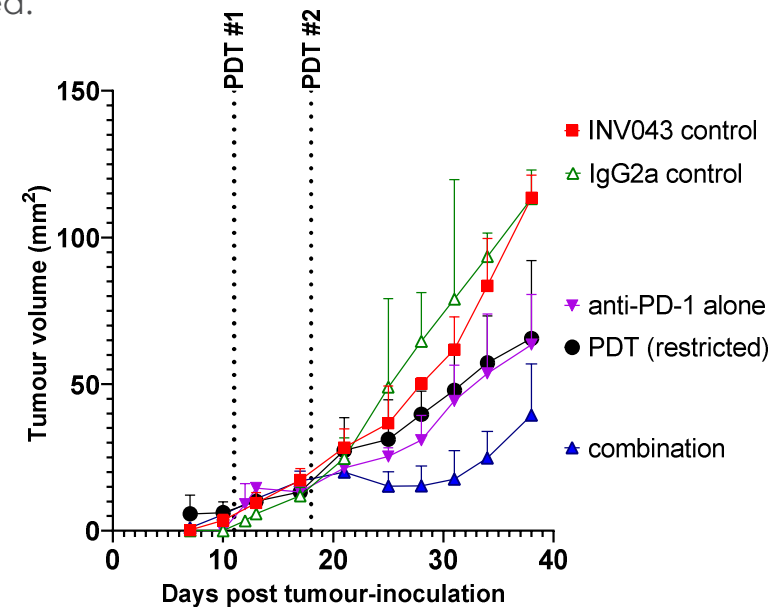 ed.
PDT #1
PDT #2
150
100
50
0
0
10
20
30
40
Tumour volume (mm2)
Days post tumour-inoculation
INV043 control
IgG2a control
anti-PD-1 alone
PDT (restricted)
combination